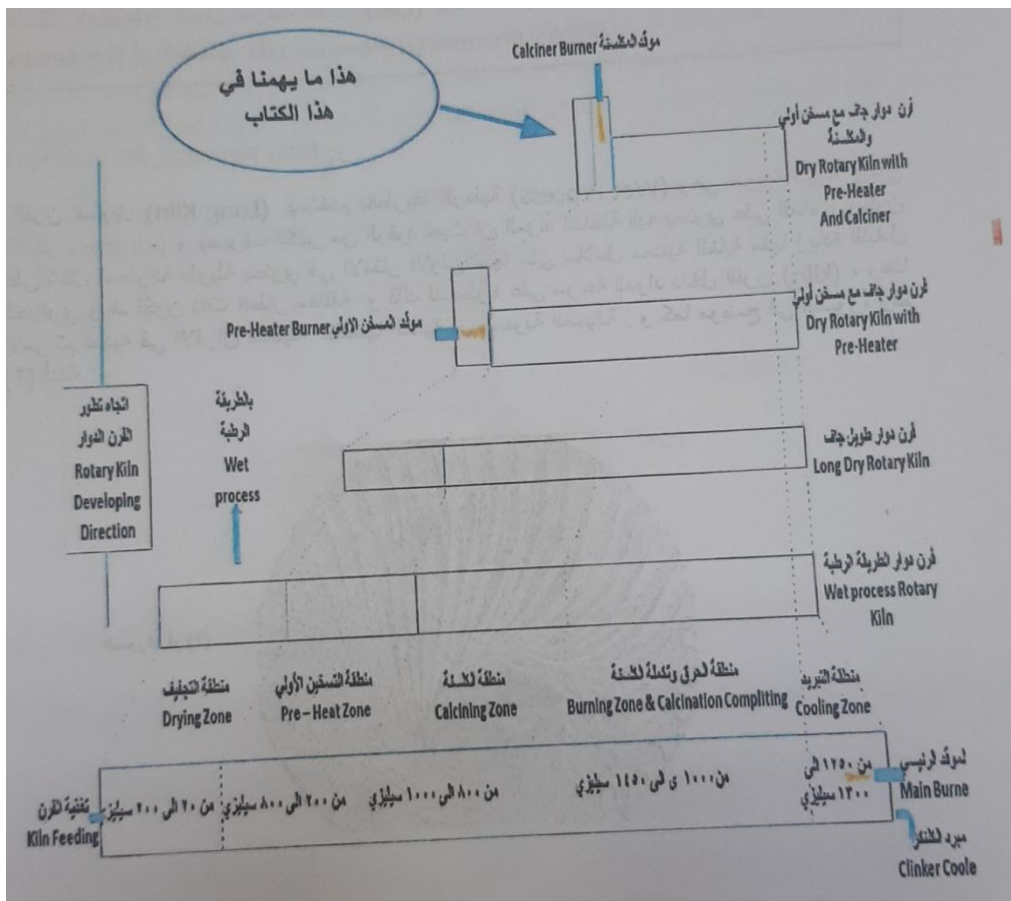 هذا ما يهمنا في
هذا الكتاب
موقد المكلسنة Calciner Burner
فرن دوار جاف مع مسخن أولي
والمكلسنة
Dry Rotary Kiln with
Pre-Heater
And Calciner
موقد المسخن الاولي Pre-Heater Burner
فرن دوار جاف مع مسخن أولي
Dry Rotary Kiln with
Pre-Heater
اتجاه تطور
الفرن الدوار
Rotary Kiln
Developing
Direction
بالطريقة
الرطبة
Wet
process
فرن دوار طويل جاف
Long Dry Rotary Kiln
فرن دوار الطريقة الرطبة
Wet process Rotary
Kiln
منطقة التجفيف
Drying Zone
منطقة التسخين الأولي
Pre – Heat Zone
منطقة الكلسنة
Calcining Zone
منطقة الحرق وتكملة الكلسنة
Burning Zone & Calcination Compliting
منطقة التبريد
Cooling Zone
تغذية الفرن
Kiln Feeding
من ٢٠ الى ٢٠٠ سيليزي
من ٢٠٠ الى ٨٠٠ سيليزي
من ٨٠٠ الى ١٠٠٠ سيليزي
من ١٠٠٠ ى لى ١٤٥٠ سيليزي
من ١٢٥٠ الى
١٣٠٠ سيليزي
لموقد الرئيسي
Main Burne
مبرد الكلنكر
Clinker Coole